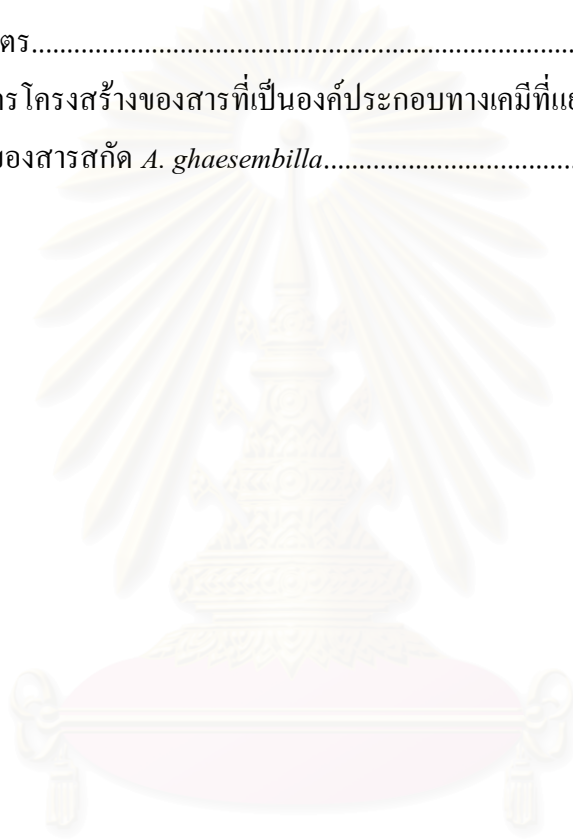 ตร....................................................................................
โครงสร้างของสารที่เป็นองค์ประกอบทางเคมีที่
ของสารสกัด A. ghaesembilla.......................................